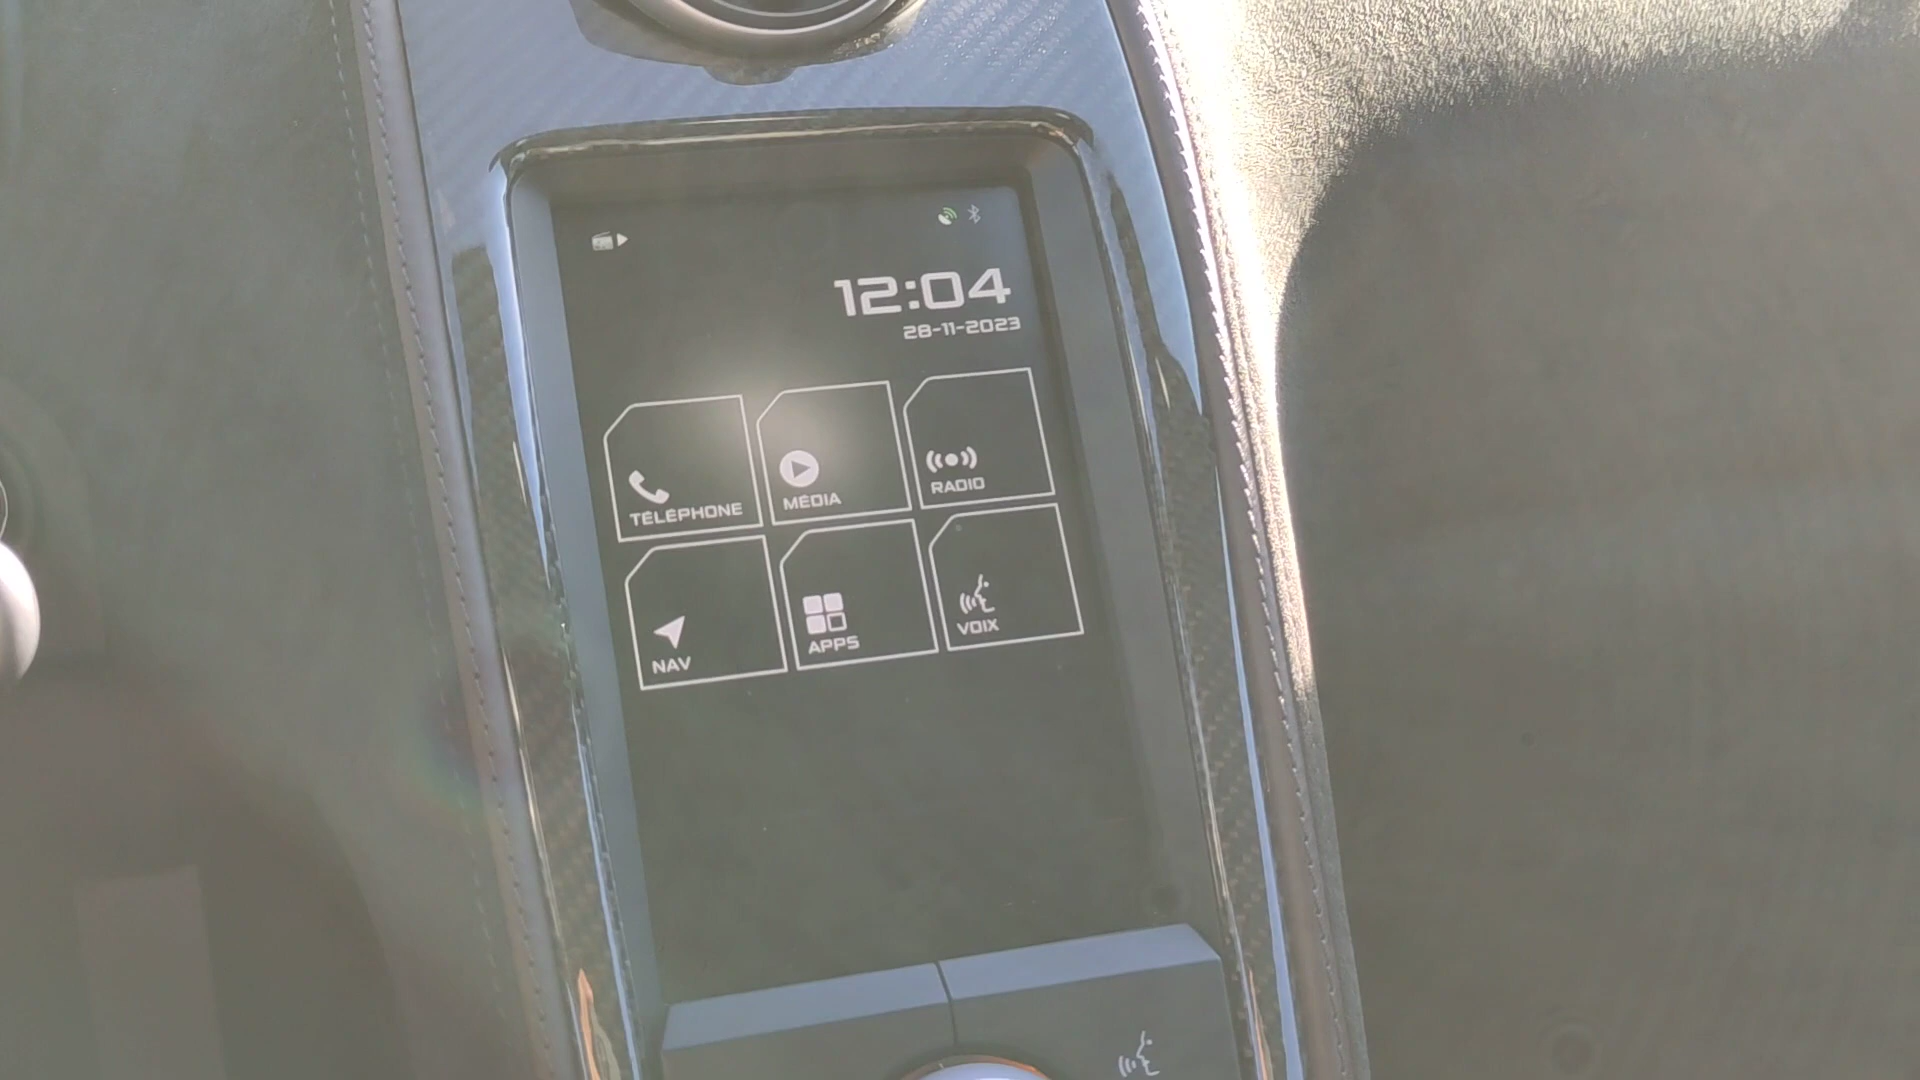 12:04
28-11-2023
TÉLÉPHONE
MÉDIA
RADIO
NAV
APPS
VOIX